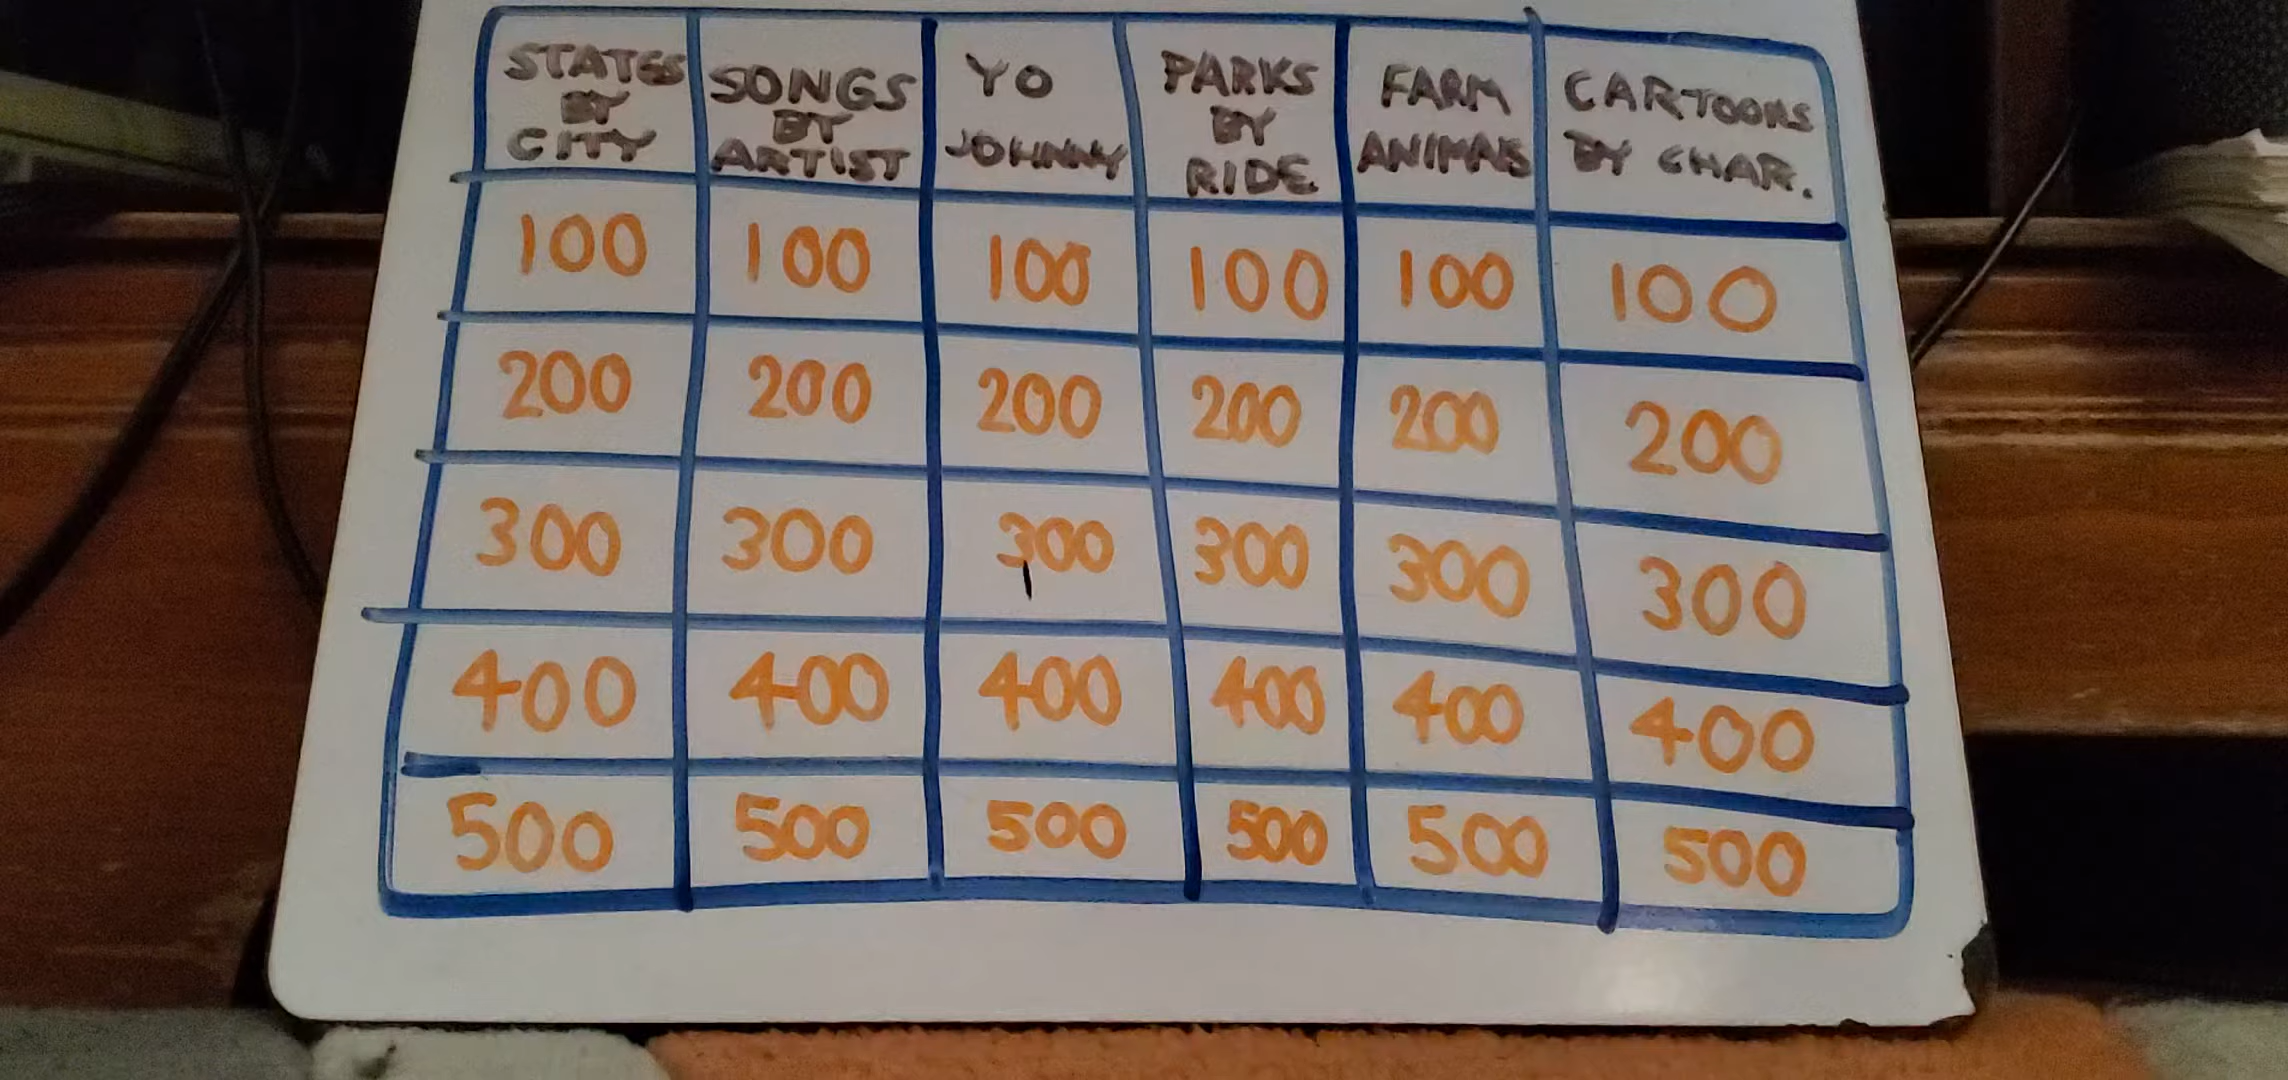 STATES BY CITY
SONGS BY ARTIST
YO JOHNNY
PARKS BY RIDE
FARM ANIMALS
CARTOONS BY CHAR.
100 100 100 100 100 100
200 200 200 200 200 200
300 300 300 300 300 300
400 400 400 400 400 400
500 500 500 500 500 500